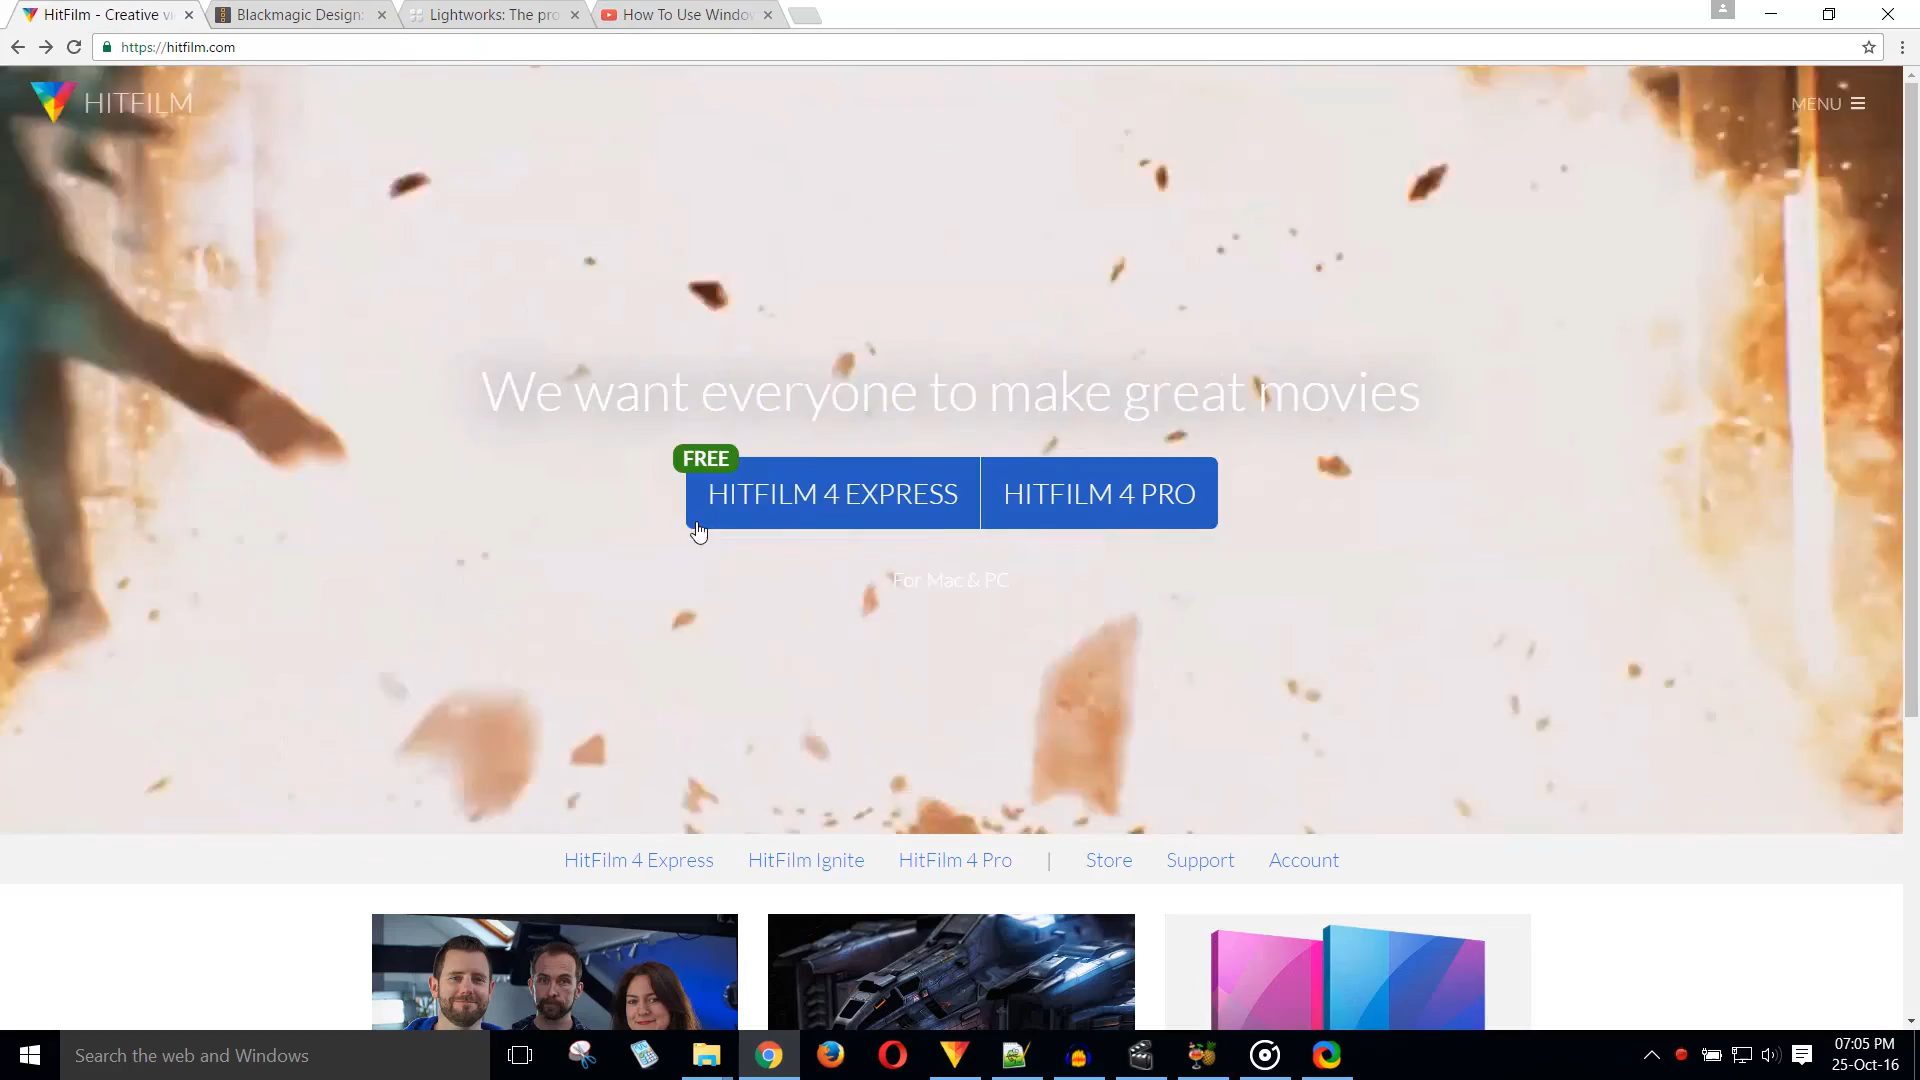 HitFilm - Creative vi
Blackmagic Design:
Lightworks: The pro
How To Use Window
https://hitfilm.com
HITFILM
MENU
We want everyone to make great movies
FREE
HITFILM 4 EXPRESS
HITFILM 4 PRO
For Mac & PC
HitFilm 4 Express
HitFilm Ignite
HitFilm 4 Pro
|
Store
Support
Account
Search the web and Windows
07:05 PM
25-Oct-16